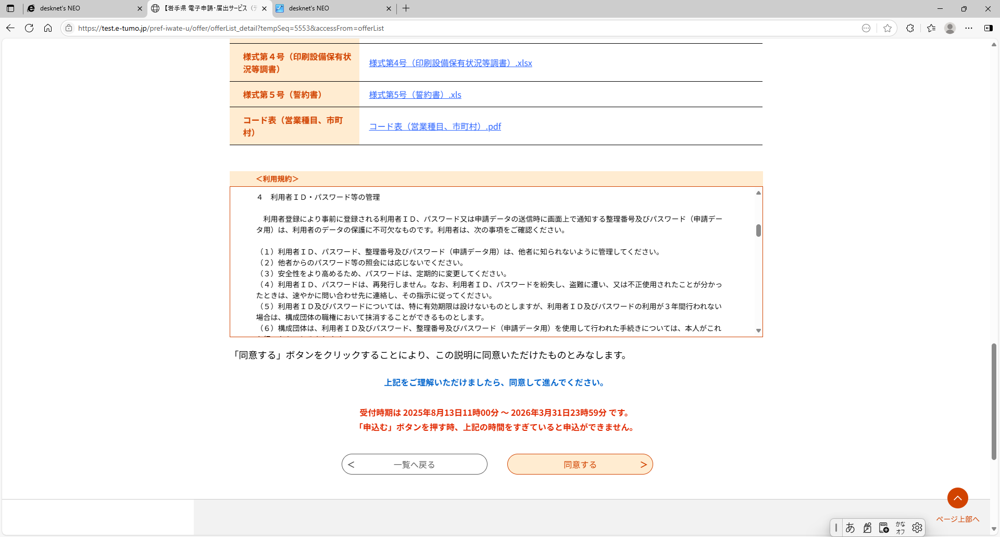 desknet's NEO
【岩手県 電子申請・届出サービス（デ
desknet's NEO
https://test.e-tumo.jp/pref-iwate-u/offer/offerList_detail?tempSeq=5553&accessFrom=offerList
様式第４号（印刷設備保有状
況等調書）
様式第4号（印刷設備保有状況等調書）.xlsx
様式第５号（誓約書）
様式第5号（誓約書）.xls
コード表（営業種目、市町
村）
コード表（営業種目、市町村）.pdf
＜利用規約＞
４　利用者ＩＤ・パスワード等の管理
利用者登録により事前に登録される利用者ＩＤ、パスワード又は申請データの送信時に画面上で通知する整理番号及びパスワード（申請デー
タ用）は、利用者のデータの保護に不可欠なものです。利用者は、次の事項をご確認ください。
（１）利用者ＩＤ、パスワード、整理番号及びパスワード（申請データ用）は、他者に知られないように管理してください。
（２）他者からのパスワード等の照会には応じないでください。
（３）安全性をより高めるため、パスワードは、定期的に変更してください。
（４）利用者ＩＤ、パスワードは、再発行しません。なお、利用者ＩＤ、パスワードを紛失し、盗難に遭い、又は不正使用されたことが分かっ
たときは、速やかに問い合わせ先に連絡し、その指示に従ってください。
（５）利用者ＩＤ及びパスワードについては、特に有効期限は設けないものとしますが、利用者ＩＤ及びパスワードの利用が３年間行われない
場合は、構成団体の職権において抹消することができるものとします。
（６）構成団体は、利用者ＩＤ及びパスワード、整理番号及びパスワード（申請データ用）を使用して行われた手続きについては、本人がこれ
「同意する」ボタンをクリックすることにより、この説明に同意いただけたものとみなします。
上記をご理解いただけましたら、同意して進んでください。
受付時期は 2025年8月13日11時00分 ～ 2026年3月31日23時59分 です。
「申込む」ボタンを押す時、上記の時間をすぎていると申込ができません。
＜ 一覧へ戻る
同意する ＞
ページ上部へ
あ
かな
オフ